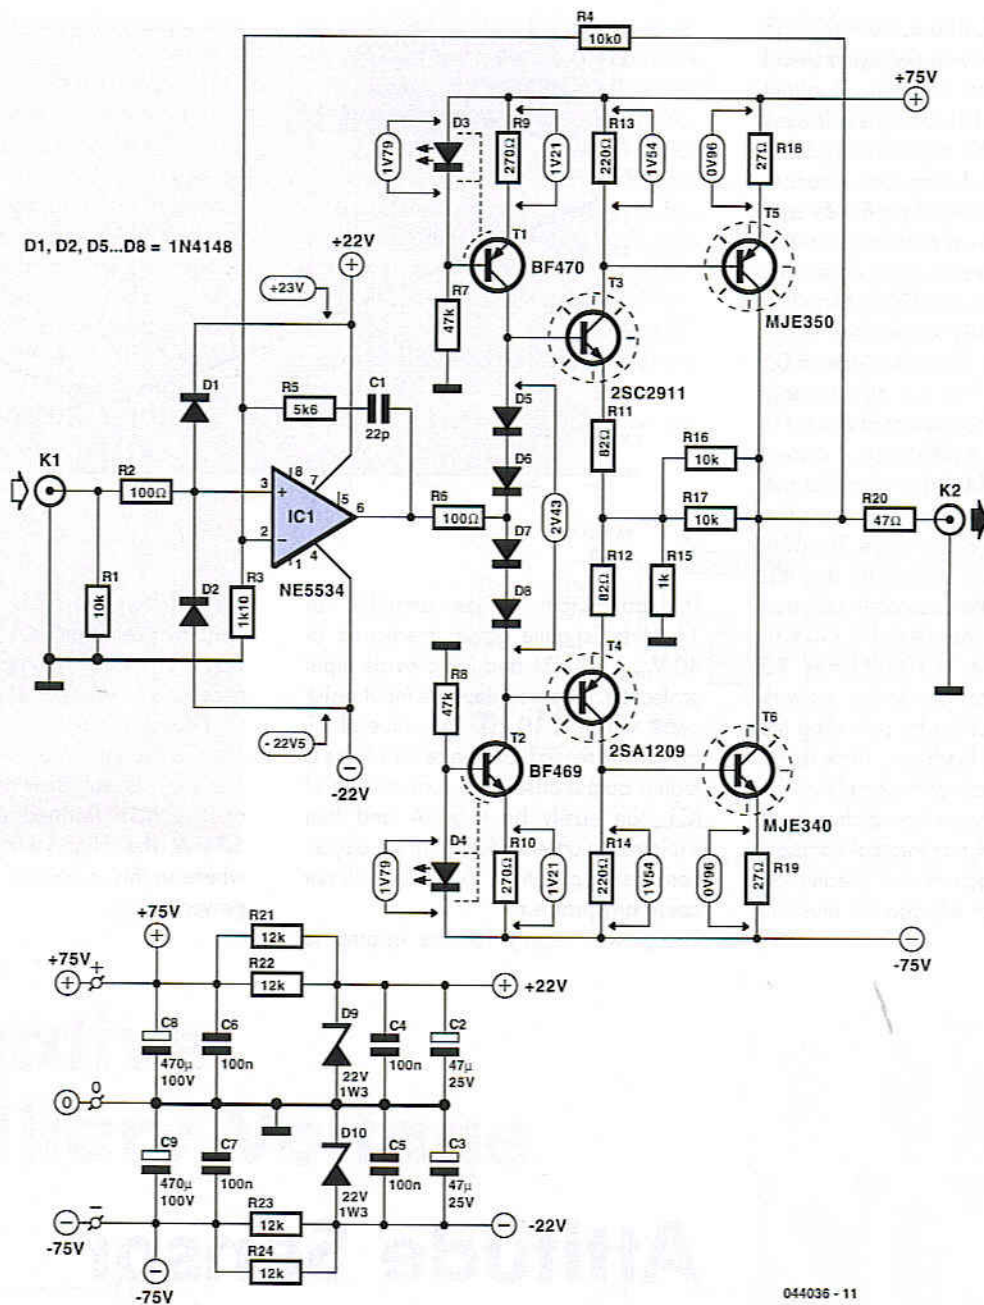 R4
10k0
+75V
D3
R9
R13
R18
1V79
270Ω
1V21
220Ω
1V54
0V96
27Ω
D1, D2, D5...D8 = 1N4148
+22V
T1
T5
BF470
+23V
R7
T3
47k
MJE350
D1
R5
C1
2SC2911
5k6
22p
D5
R11
82Ω
R16
10k
K1
R2
8
7
D6
100Ω
3
+
5
R6
2V43
R17
R20
K2
IC1
6
100Ω
10k
47Ω
2
−
4
D7
R12
R15
1
D2
R3
NE5534
82Ω
1k
R1
D8
10k
1k10
T4
R8
47k
T6
T2
2SA1209
-22V5
BF469
-22V
MJE340
D4
R10
R14
R19
1V79
270Ω
1V21
220Ω
1V54
0V96
27Ω
+75V
R21
12k
-75V
+75V
+
R22
12k
+22V
D9
C8
C6
C4
C2
470µ
100V
100n
22V
1W3
100n
47µ
25V
0
0
D10
C9
C7
C5
C3
470µ
100V
100n
22V
1W3
100n
47µ
25V
R23
−
12k
-75V
-22V
R24
12k
-75V
044036 - 11